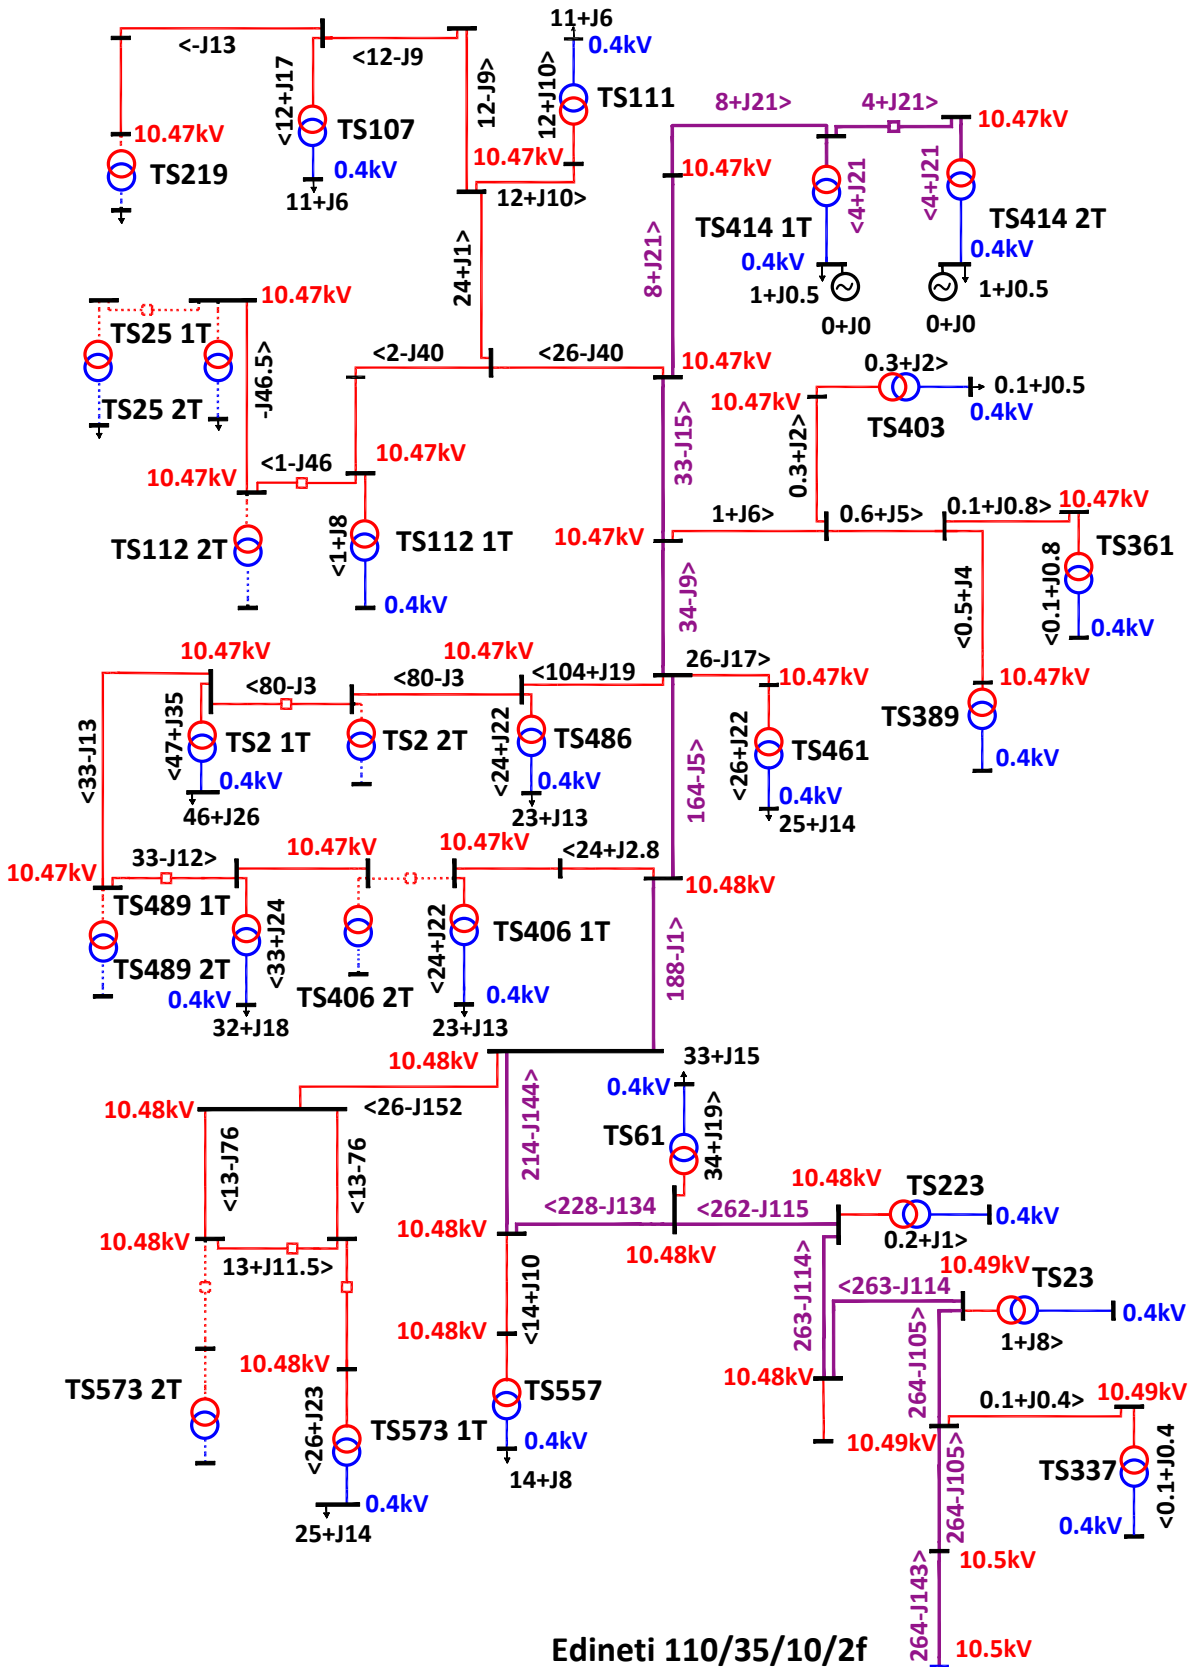 11+J6
<-J13
0.4kV
<12-J9
12-J9>
12+J10>
TS111
<12+J17
8+J21>
4+J21>
10.47kV
TS107
10.47kV
10.47kV
10.47kV
TS219
0.4kV
<4+J21
<4+J21
11+J6
12+J10>
TS414 1T
TS414 2T
0.4kV
0.4kV
24+J1>
8+J21>
1+J0.5
1+J0.5
10.47kV
0+J0
0+J0
TS25 1T
-J46.5>
<2-J40
<26-J40
10.47kV
0.3+J2>
0.1+J0.5
TS25 2T
10.47kV
0.4kV
TS403
10.47kV
<1-J46
33-J15>
0.3+J2>
10.47kV
0.1+J0.8>
10.47kV
1+J6>
0.6+J5>
TS112 2T
<1+J8
TS112 1T
10.47kV
TS361
0.4kV
34-J9>
<0.5+J4
<0.1+J0.8
0.4kV
10.47kV
10.47kV
26-J17>
<80-J3
<80-J3
<104+J19
10.47kV
10.47kV
<33-J13
<47+J35
TS2 1T
TS2 2T
<24+J22
TS486
164-J5>
<26+J22
TS461
TS389
0.4kV
0.4kV
0.4kV
0.4kV
46+J26
23+J13
25+J14
10.47kV
10.47kV
<24+J2.8
33-J12>
10.47kV
10.48kV
TS489 1T
<33+J24
<24+J22
TS406 1T
TS489 2T
188-J1>
0.4kV
TS406 2T
0.4kV
32+J18
23+J13
33+J15
10.48kV
0.4kV
10.48kV
<26-J152
214-J144>
TS61
34+J19>
<13-J76
<13-76
10.48kV
TS223
<228-J134
<262-J115
0.4kV
10.48kV
10.48kV
10.48kV
0.2+J1>
13+J11.5>
10.49kV
TS23
<14+J10
263-J114>
<263-J114
0.4kV
10.48kV
1+J8>
10.48kV
264-J105>
10.48kV
TS573 2T
TS557
0.1+J0.4>
10.49kV
<26+J23
TS573 1T
0.4kV
10.49kV
264-J105>
TS337
<0.1+J0.4
14+J8
0.4kV
0.4kV
25+J14
10.5kV
264-J143>
Edineti 110/35/10/2f
10.5kV